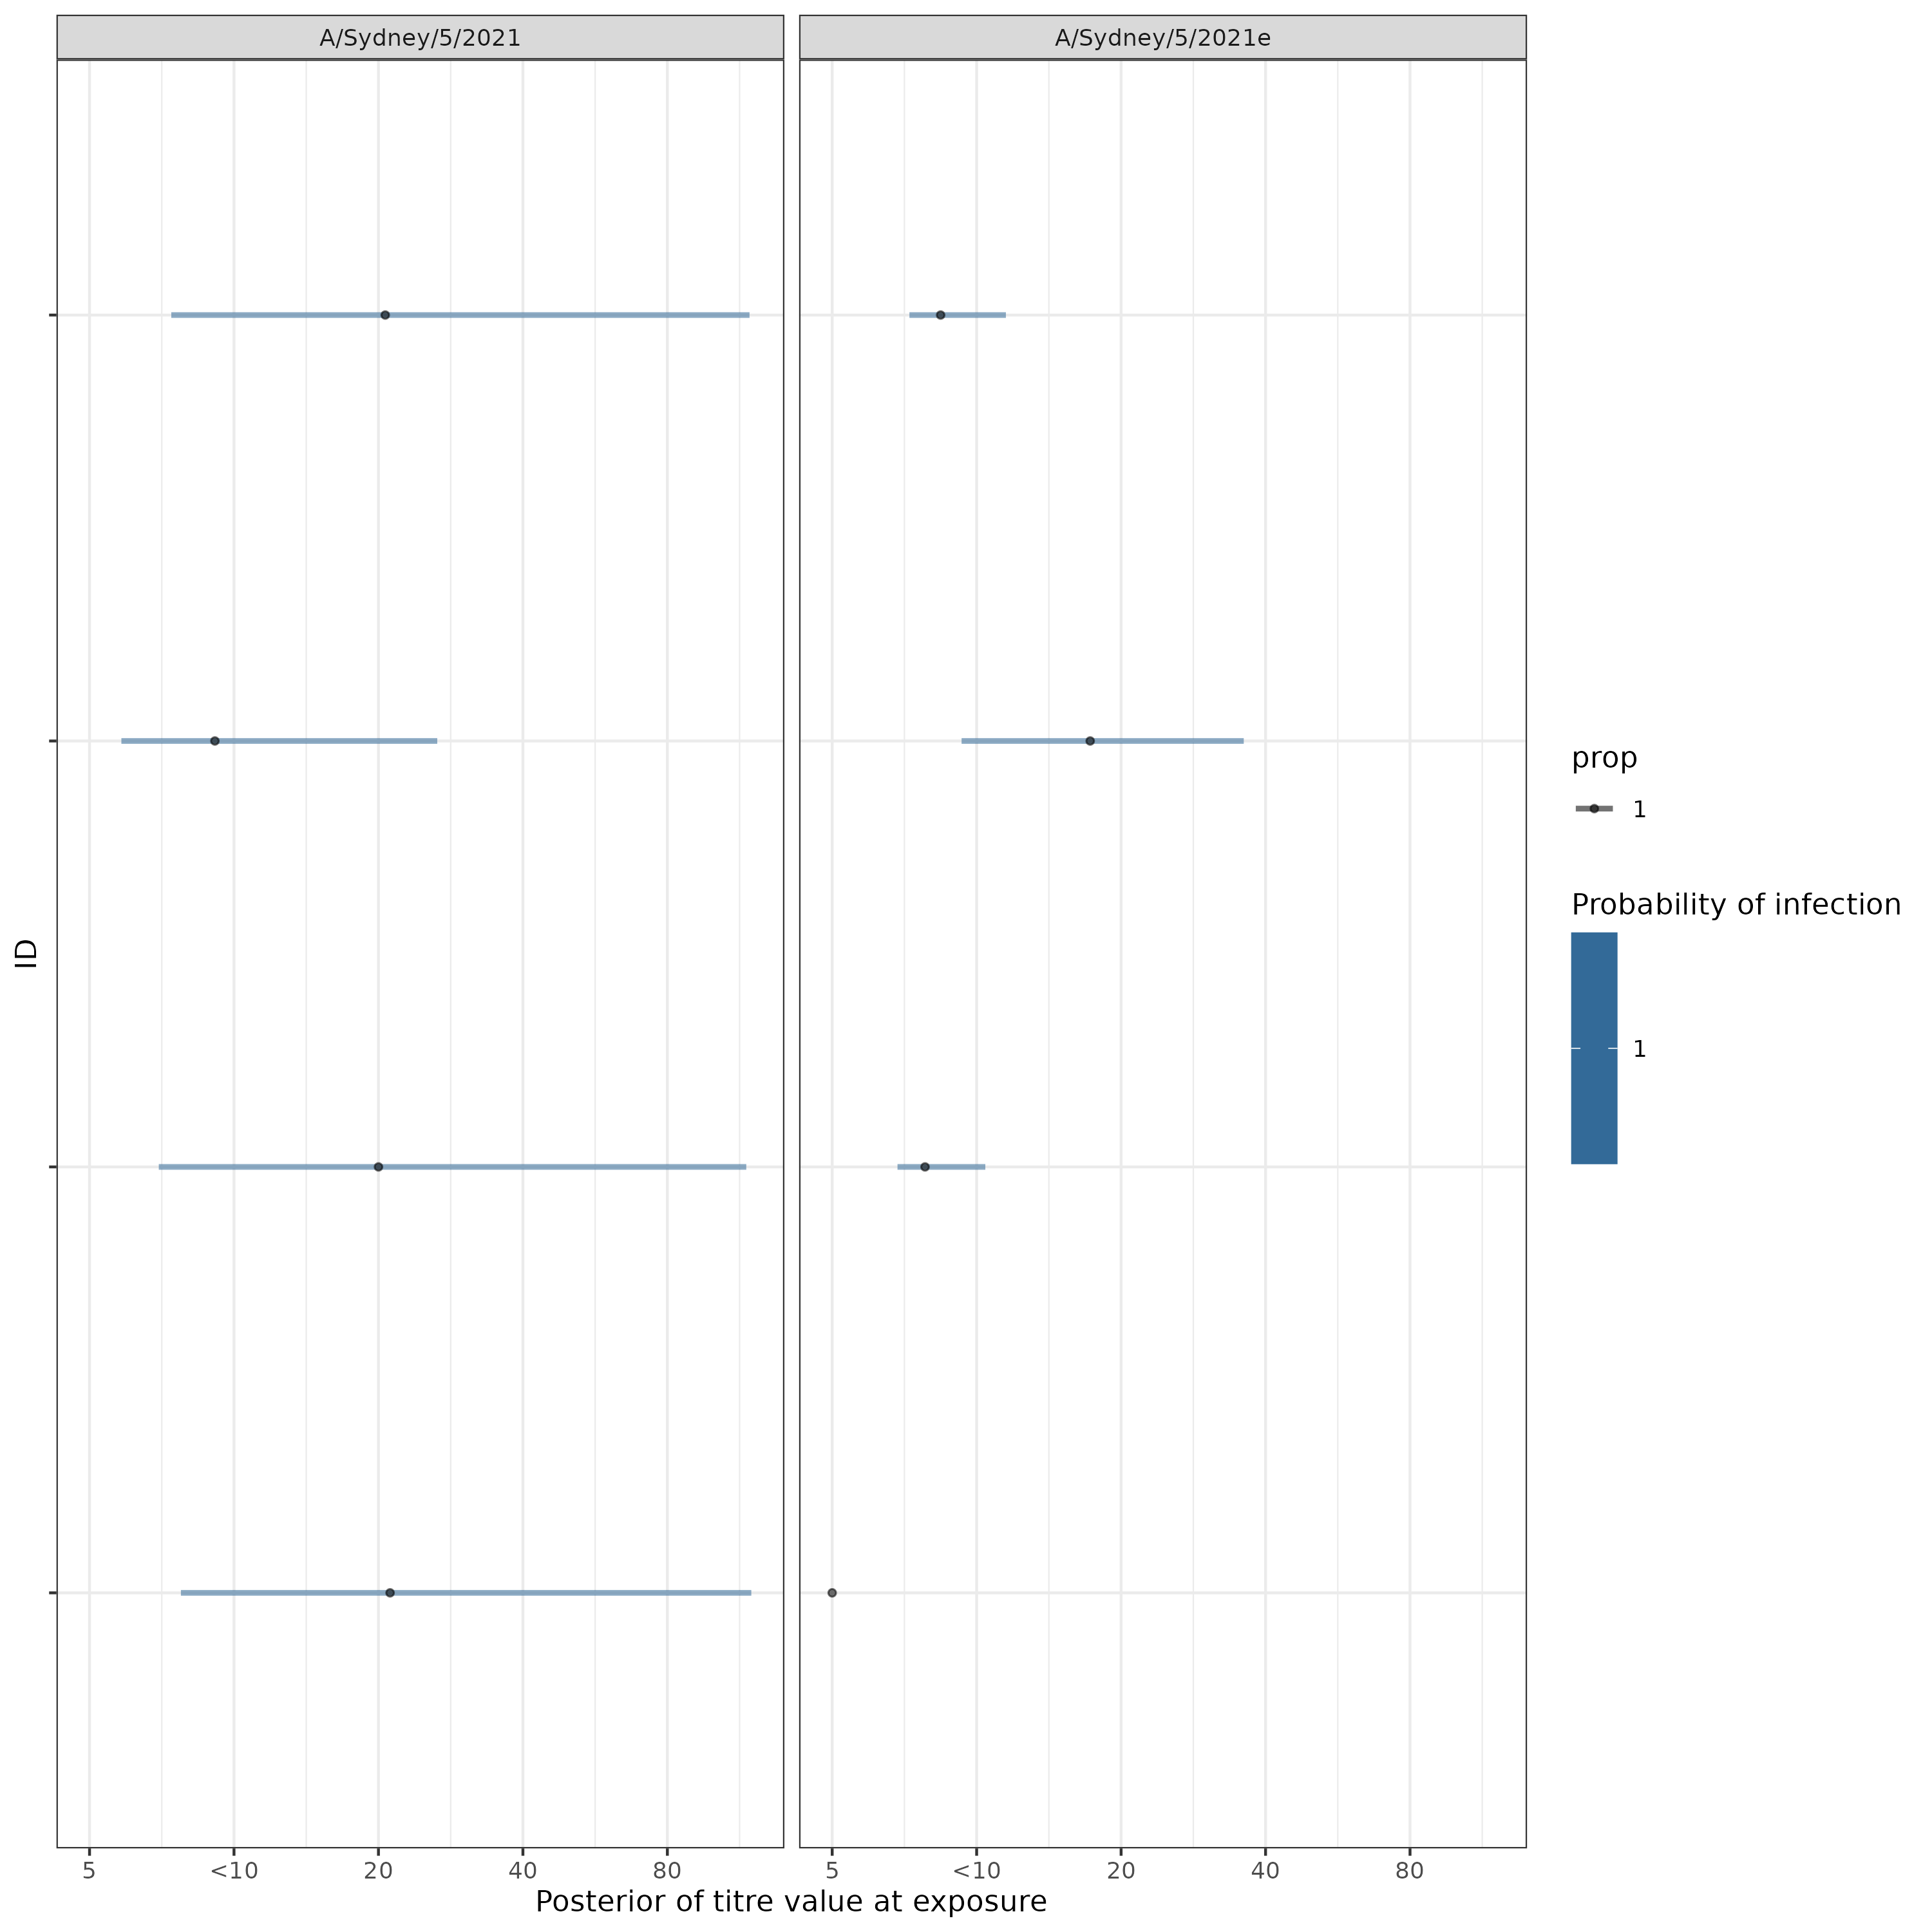 A/Sydney/5/2021
A/Sydney/5/2021e
ID
prop
1
Probability of infection
1
5 <10 20 40 80
5 <10 20 40 80
Posterior of titre value at exposure